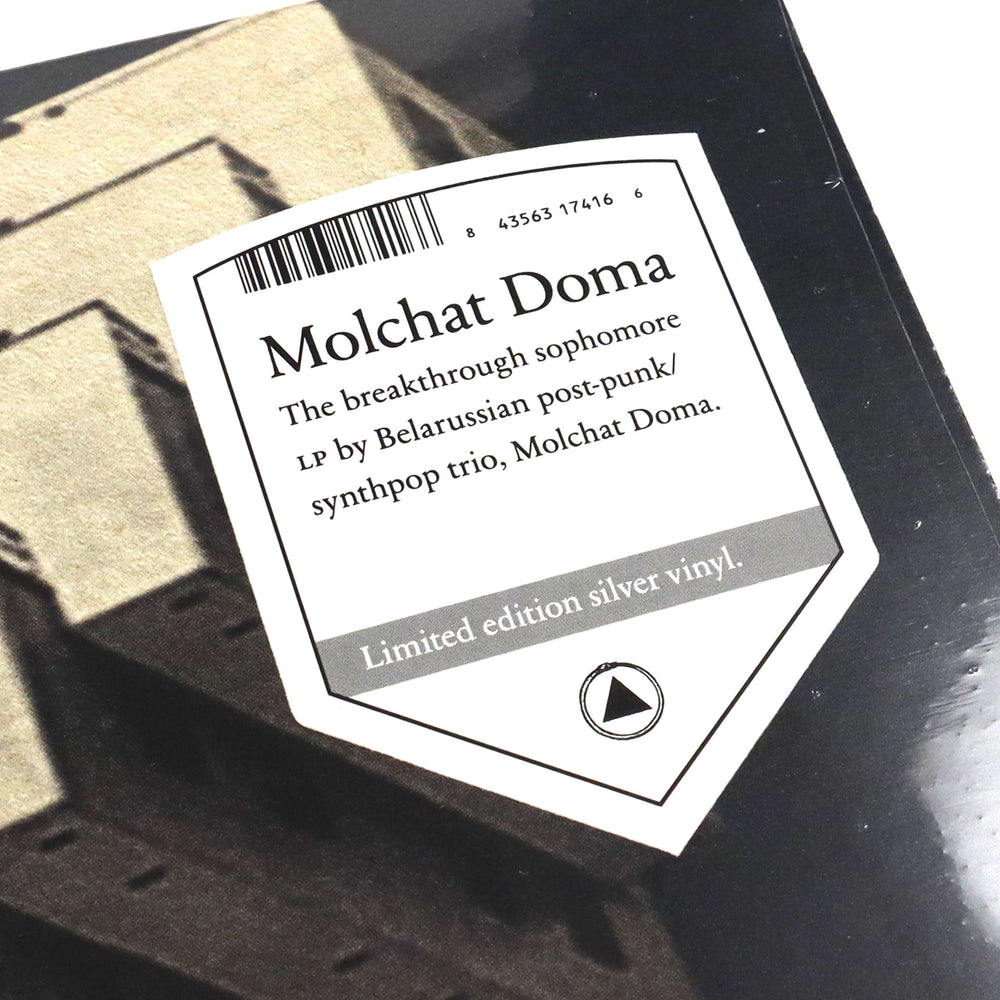 8 43563 17416 6
Molchat Doma
The breakthrough sophomore
LP by Belarussian post-punk/
synthpop trio, Molchat Doma.
Limited edition silver vinyl.